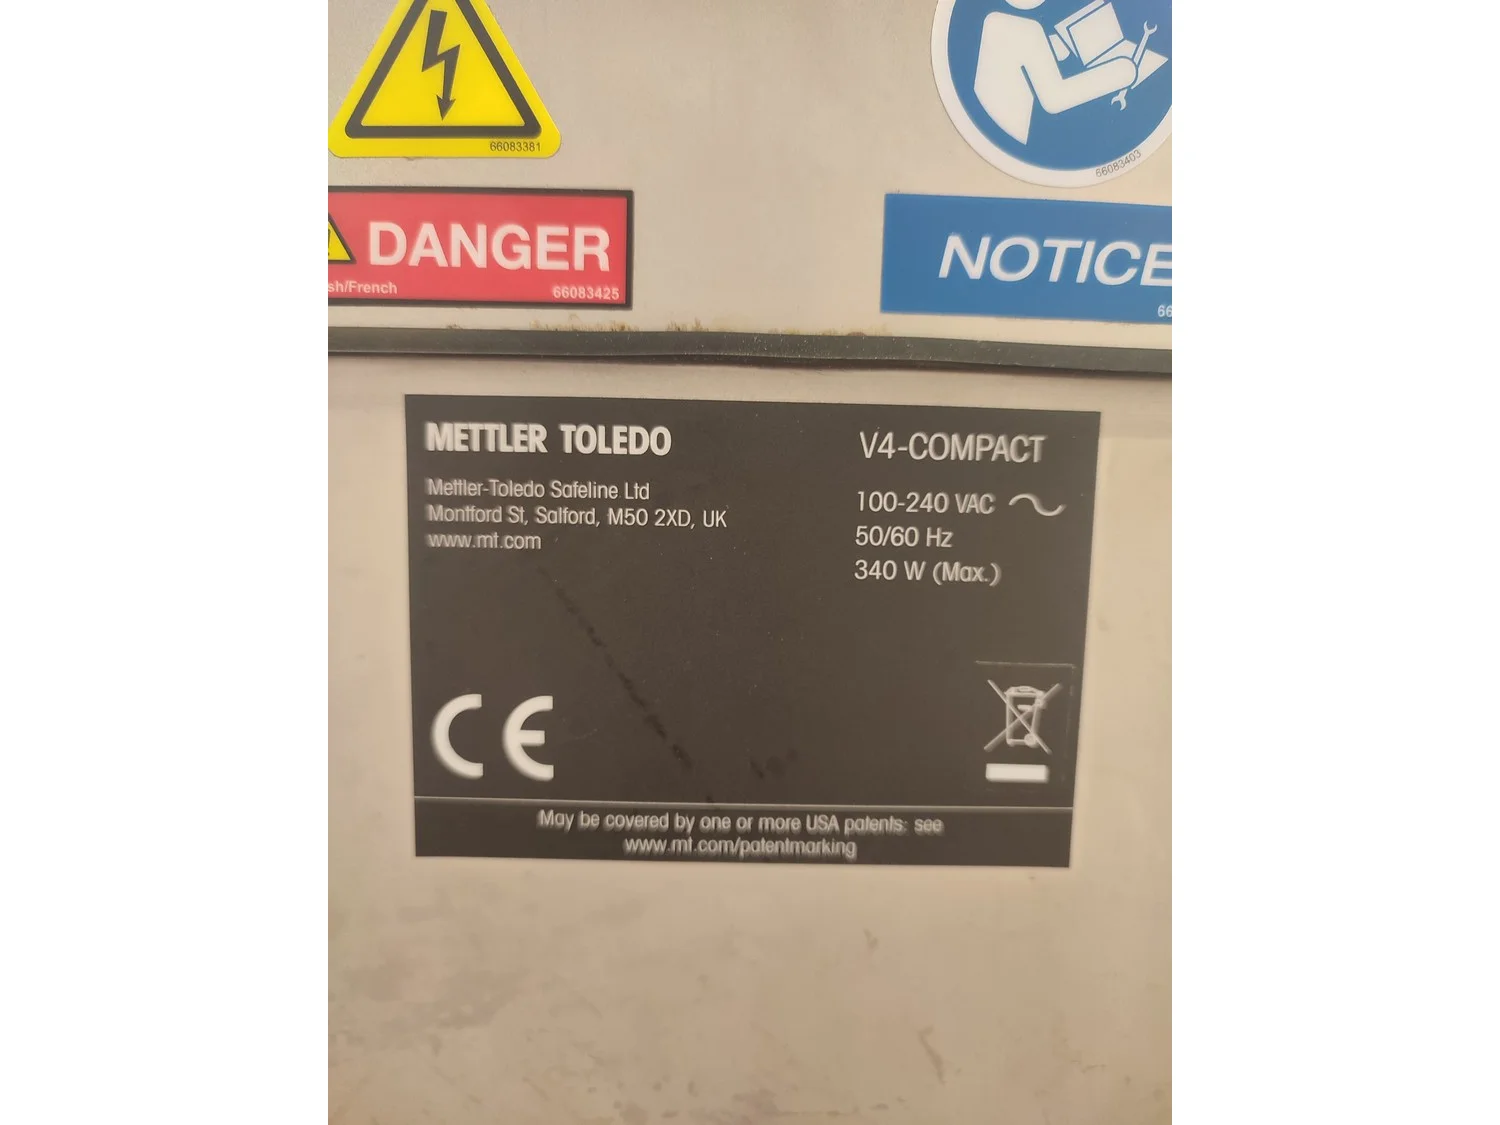 66083381
66083403
DANGER
sh/French
66083425
NOTICE
66
METTLER TOLEDO
Mettler-Toledo Safeline Ltd
Montford St, Salford, M50 2XD, UK
www.mt.com
V4-COMPACT
100-240 VAC
50/60 Hz
340 W (Max.)
CE
May be covered by one or more USA patents: see
www.mt.com/patentmarking